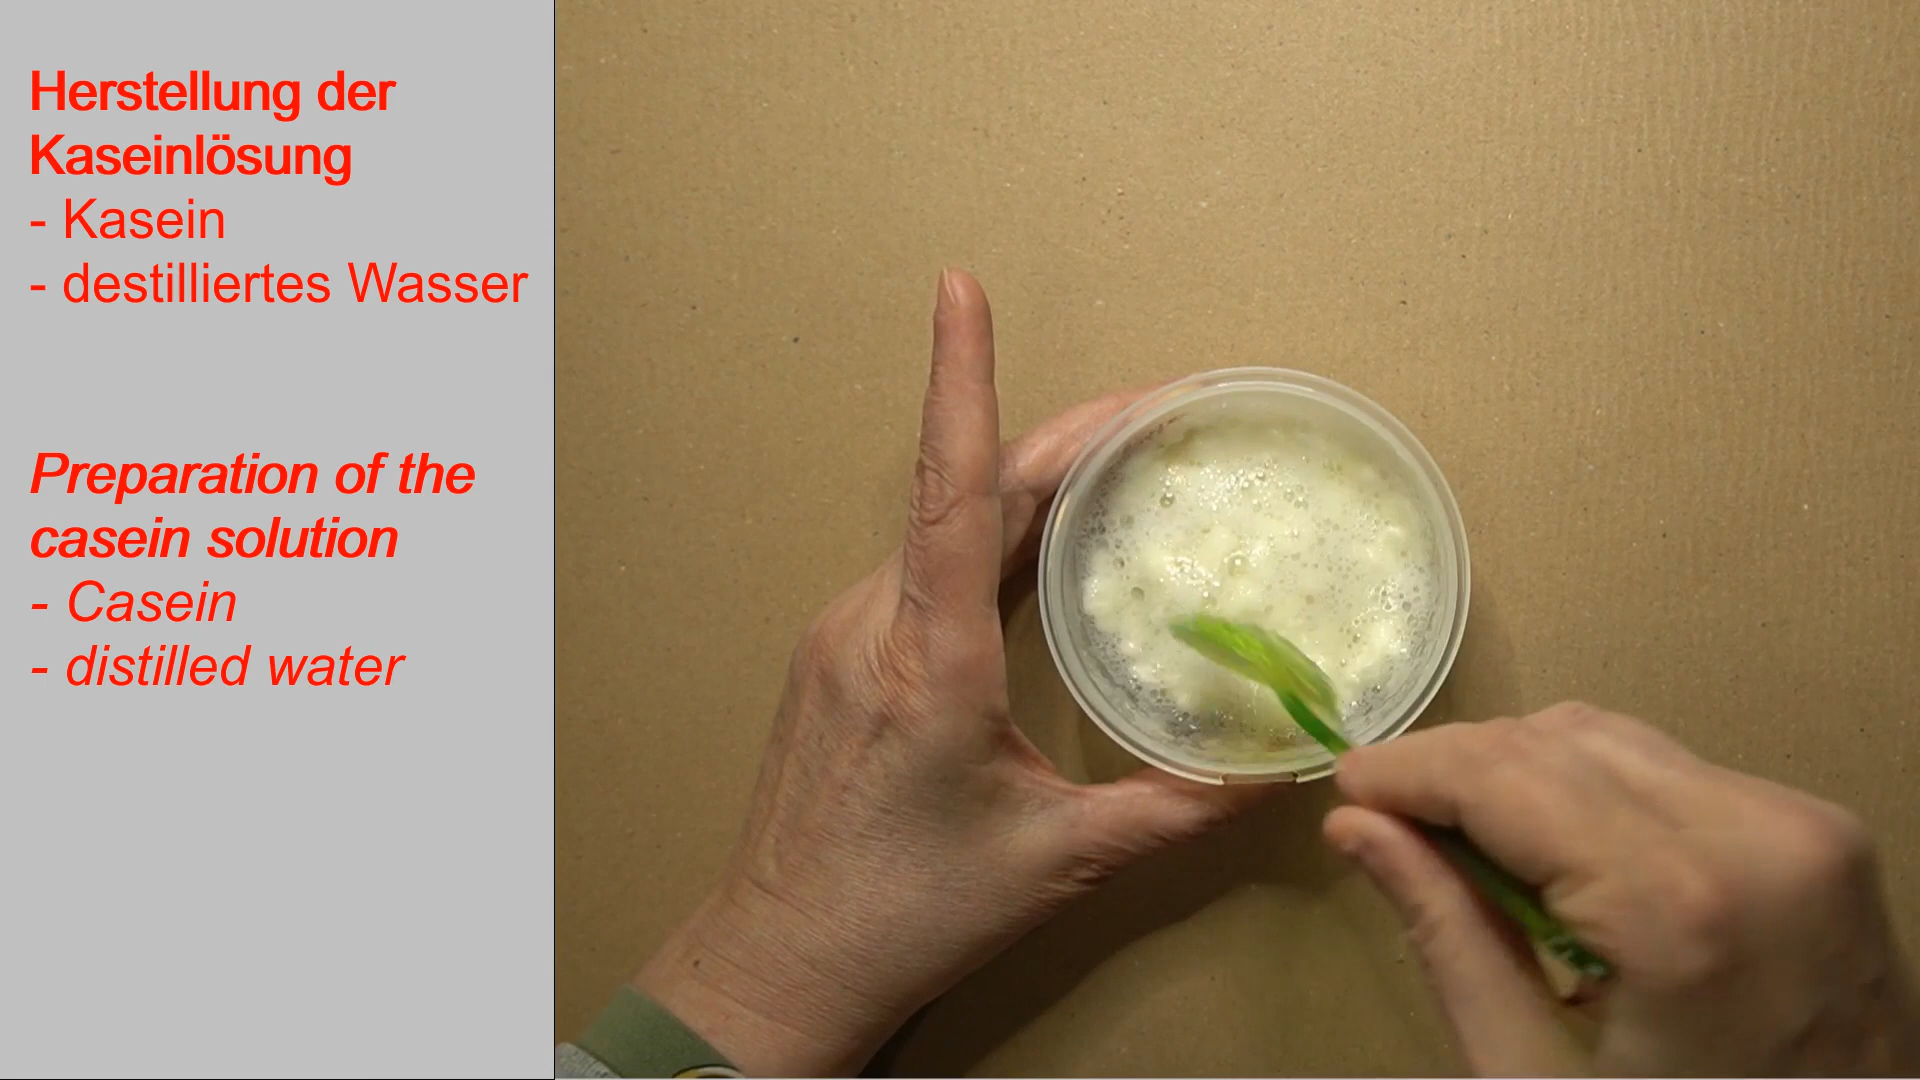 Herstellung der
Kaseinlösung
- Kasein
- destilliertes Wasser
Preparation of the
casein solution
- Casein
- distilled water